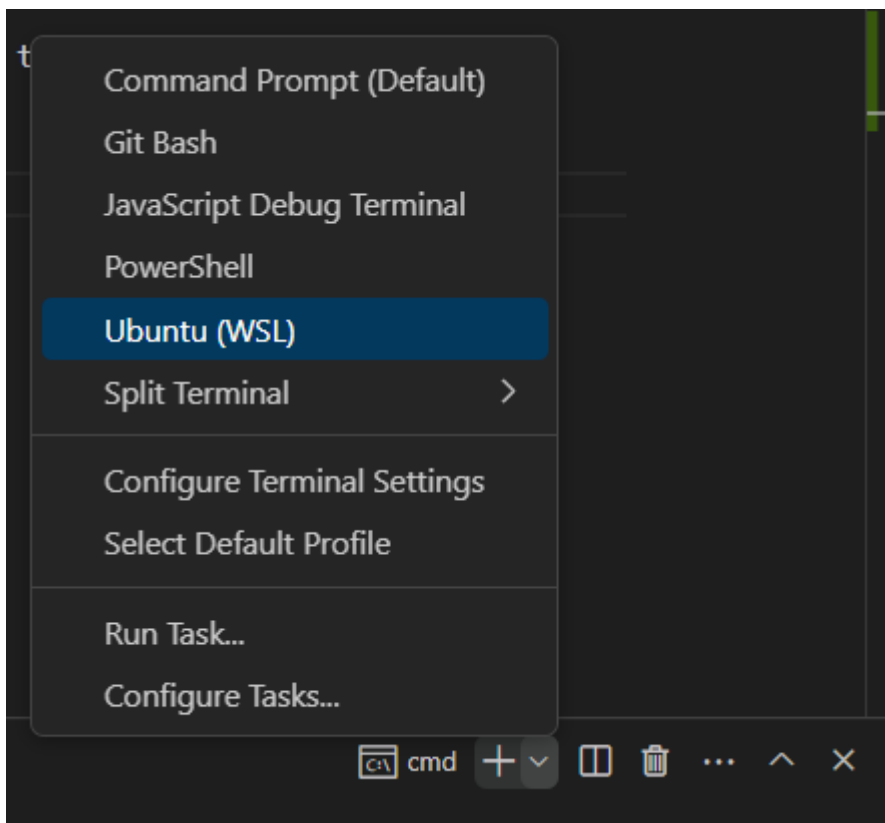 t
Command Prompt (Default)
Git Bash
JavaScript Debug Terminal
PowerShell
Ubuntu (WSL)
Split Terminal
Configure Terminal Settings
Select Default Profile
Run Task...
Configure Tasks...
C:\ cmd